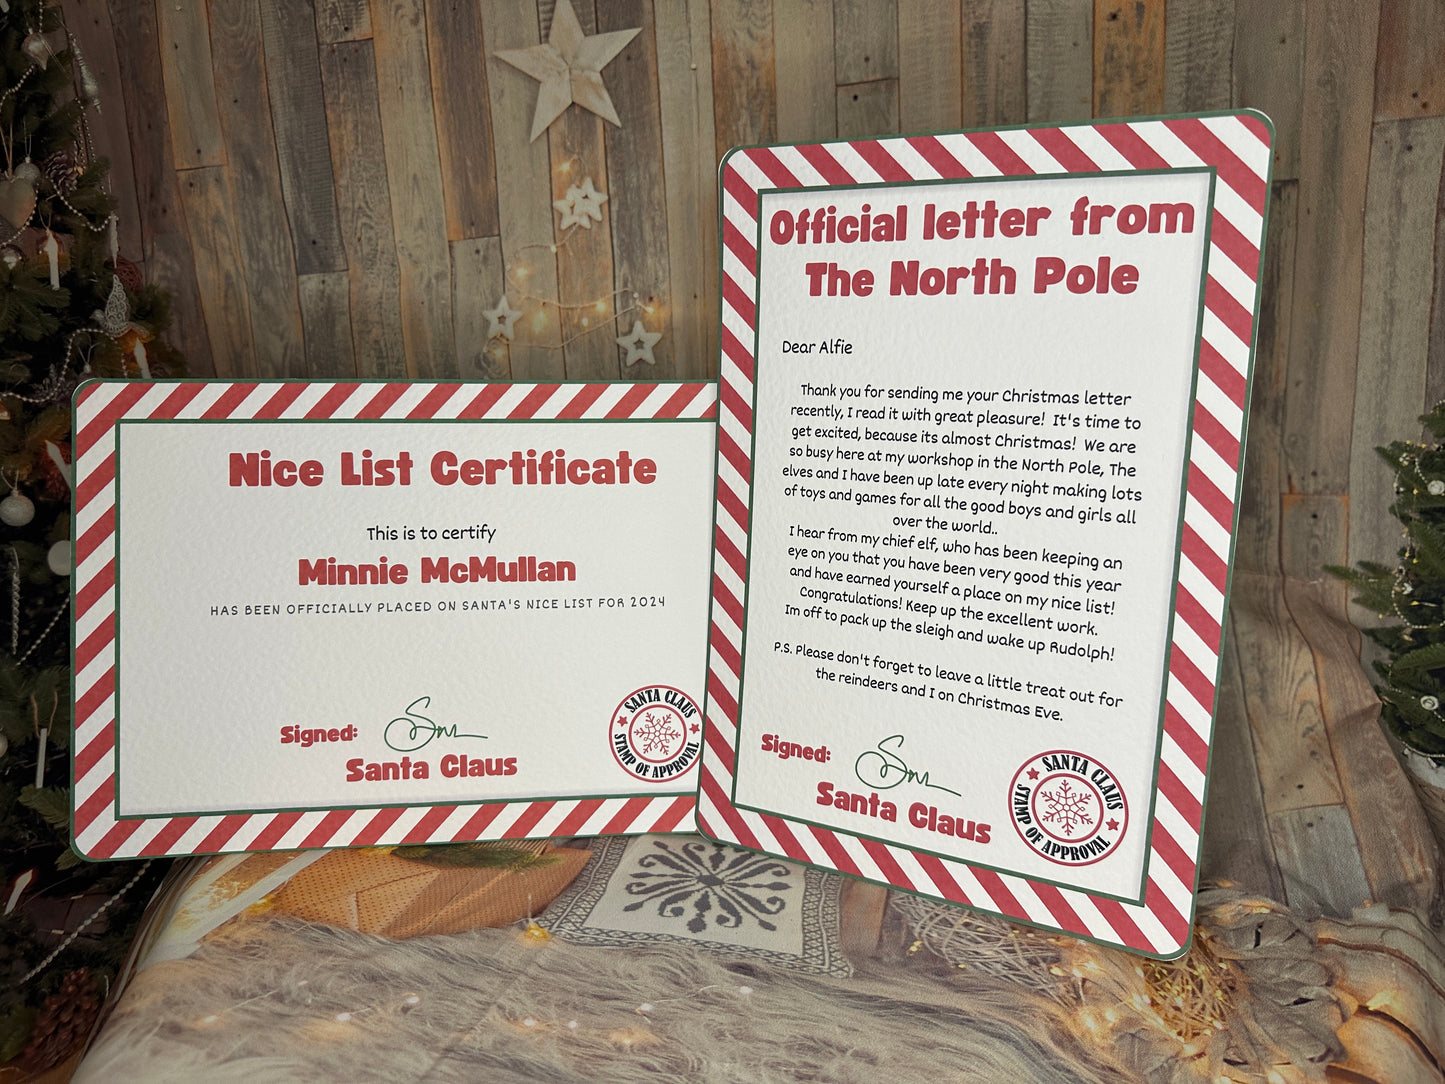 Nice List Certificate
This is to certify
Minnie McMullan
HAS BEEN OFFICIALLY PLACED ON SANTA'S NICE LIST FOR 2024
Signed:
Santa Claus
SANTA CLAUS
STAMP OF APPROVAL
Official letter from
The North Pole
Dear Alfie
Thank you for sending me your Christmas letter
recently, I read it with great pleasure! It's time to
get excited, because its almost Christmas! We are
so busy here at my workshop in the North Pole, The
elves and I have been up late every night making lots
of toys and games for all the good boys and girls all
over the world..
I hear from my chief elf, who has been keeping an
eye on you that you have been very good this year
and have earned yourself a place on my nice list!
Congratulations! Keep up the excellent work.
Im off to pack up the sleigh and wake up Rudolph!
P.S. Please don't forget to leave a little treat out for
the reindeers and I on Christmas Eve.
Signed:
Santa Claus
SANTA CLAUS
STAMP OF APPROVAL